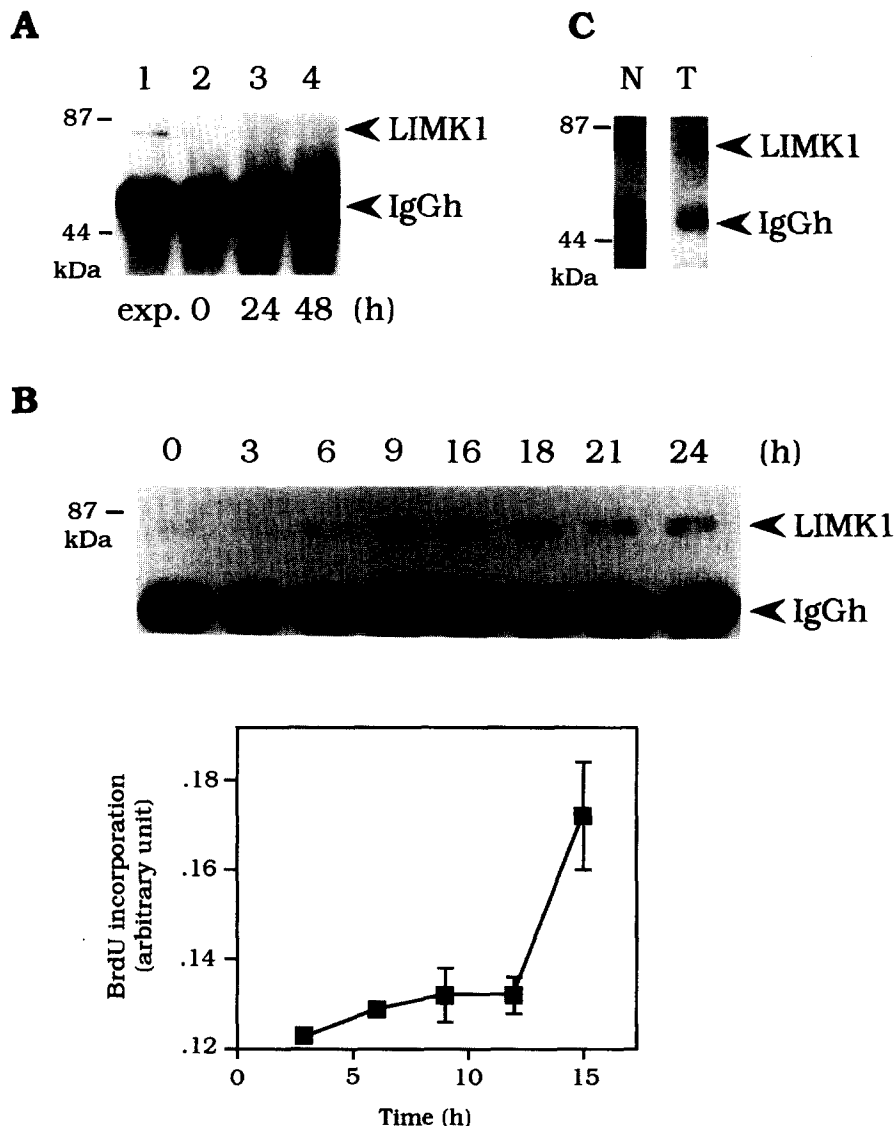 A
1 2 3 4
87 –
LIMK1
IgGh
44 –
kDa
exp. 0 24 48 (h)
C
N T
87 –
LIMK1
IgGh
44 –
kDa
B
0 3 6 9 16 18 21 24 (h)
87 –
kDa
LIMK1
IgGh
BrdU incorporation
(arbitrary unit)
.18
.16
.14
.12
0 5 10 15
Time (h)